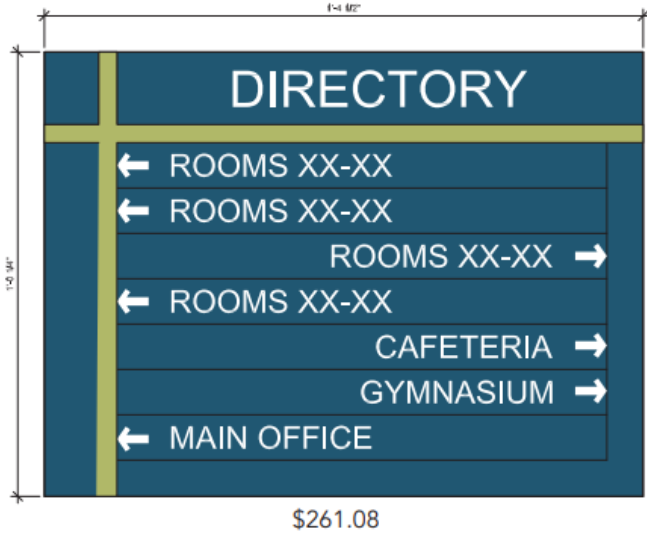 DIRECTORY
ROOMS XX-XX
ROOMS XX-XX
ROOMS XX-XX
ROOMS XX-XX
CAFETERIA
GYMNASIUM
MAIN OFFICE
$261.08